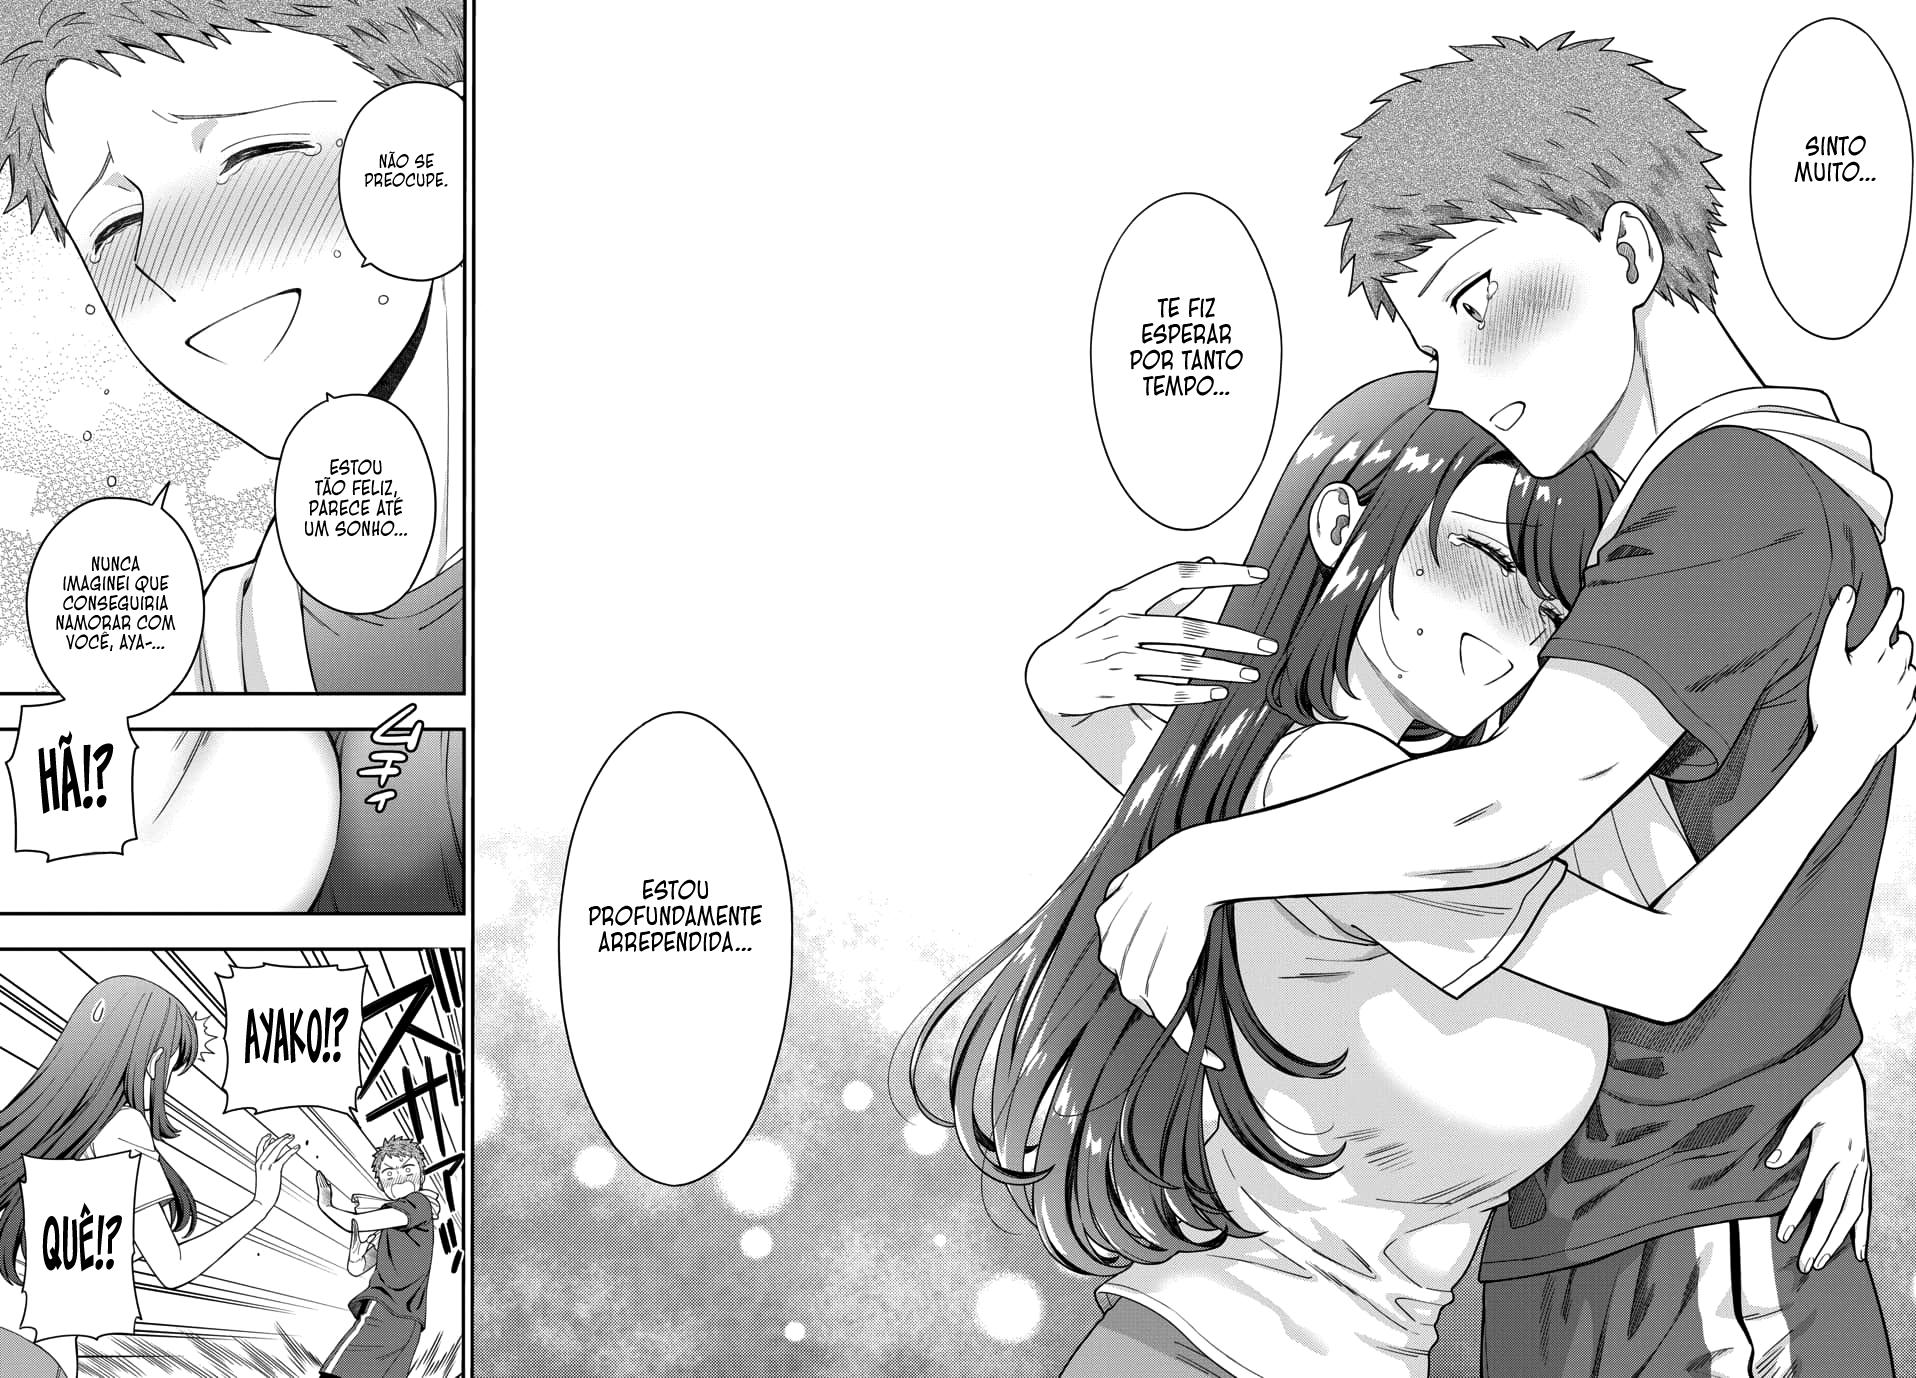 SINTO
MUITO...
TE FIZ
ESPERAR
POR TANTO
TEMPO...
ESTOU
PROFUNDAMENTE
ARREPENDIDA...
NÃO SE
PREOCUPE.
ESTOU
TÃO FELIZ,
PARECE ATÉ
UM SONHO...
NUNCA
IMAGINEI QUE
CONSEGUIRIA
NAMORAR COM
VOCÊ, AYA-...
ムチィ
HÃ!?
ズザザァ
AYAKO!?
QUÊ!?